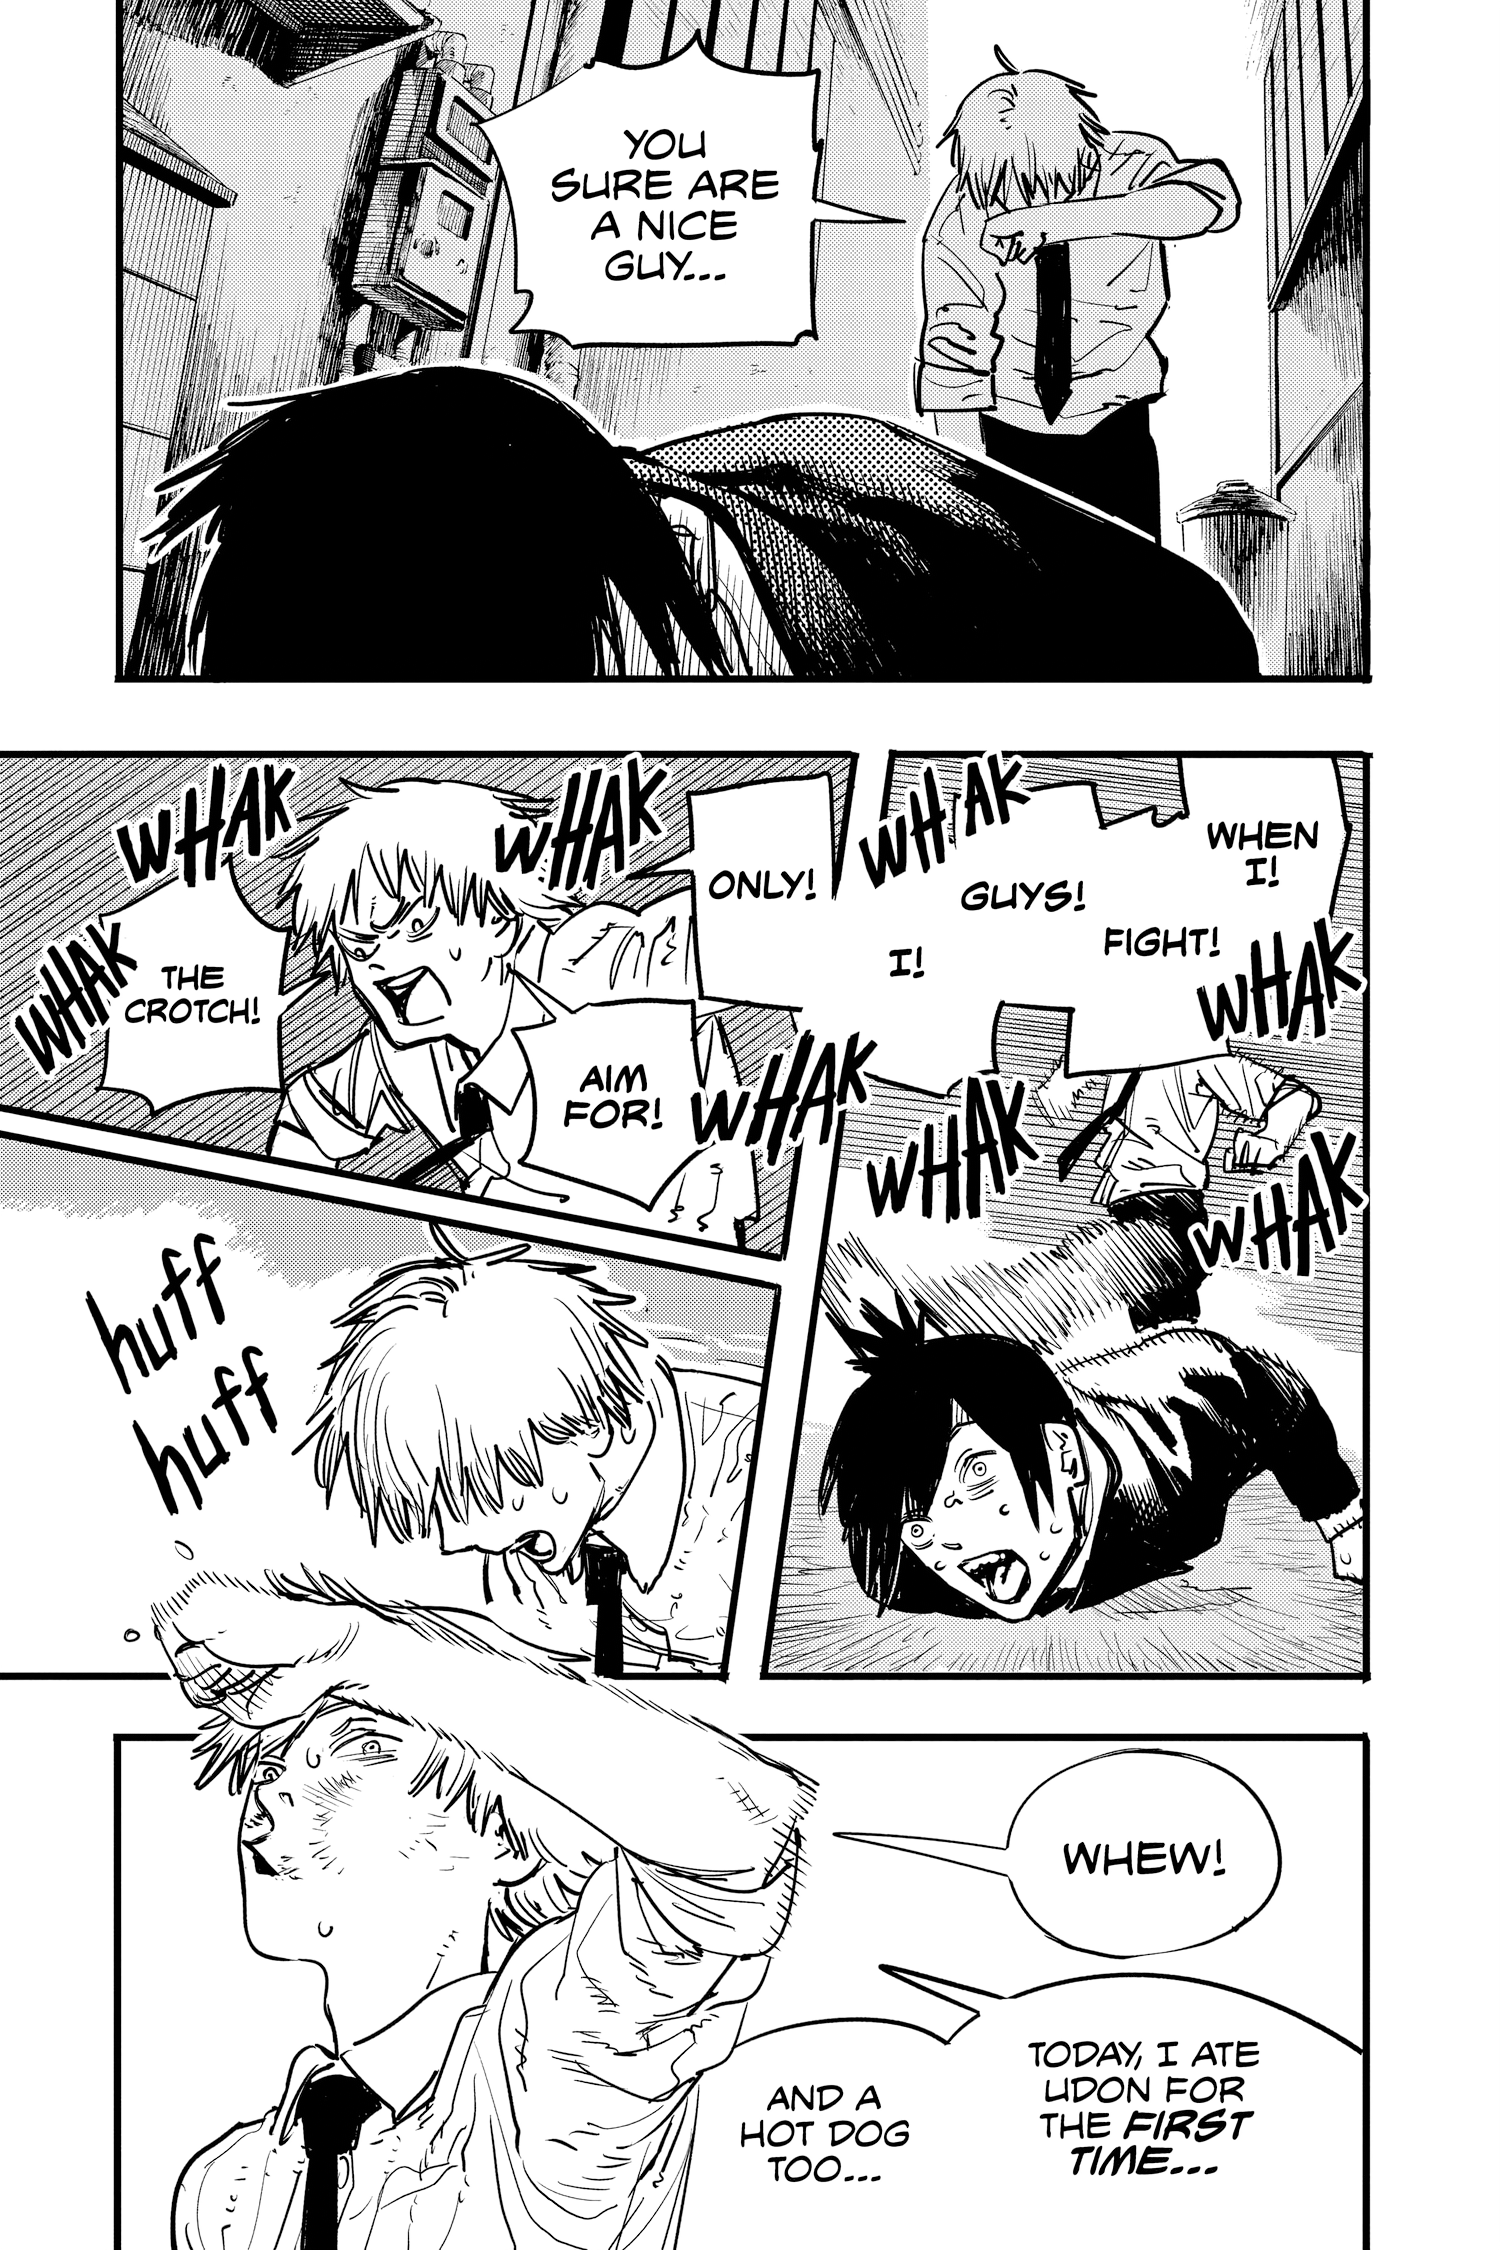 YOU
SURE ARE
A NICE
GUY...
WHEN
I!
FIGHT!
GUYS!
I!
ONLY!
AIM
FOR!
THE
CROTCH!
WHAK
WHAK
WHAK
WHAK
WHAK
WHAK
WHAK
WHAK
huff
huff
WHEW!
TODAY, I ATE
UDON FOR
THE FIRST
TIME...
AND A
HOT DOG
TOO...